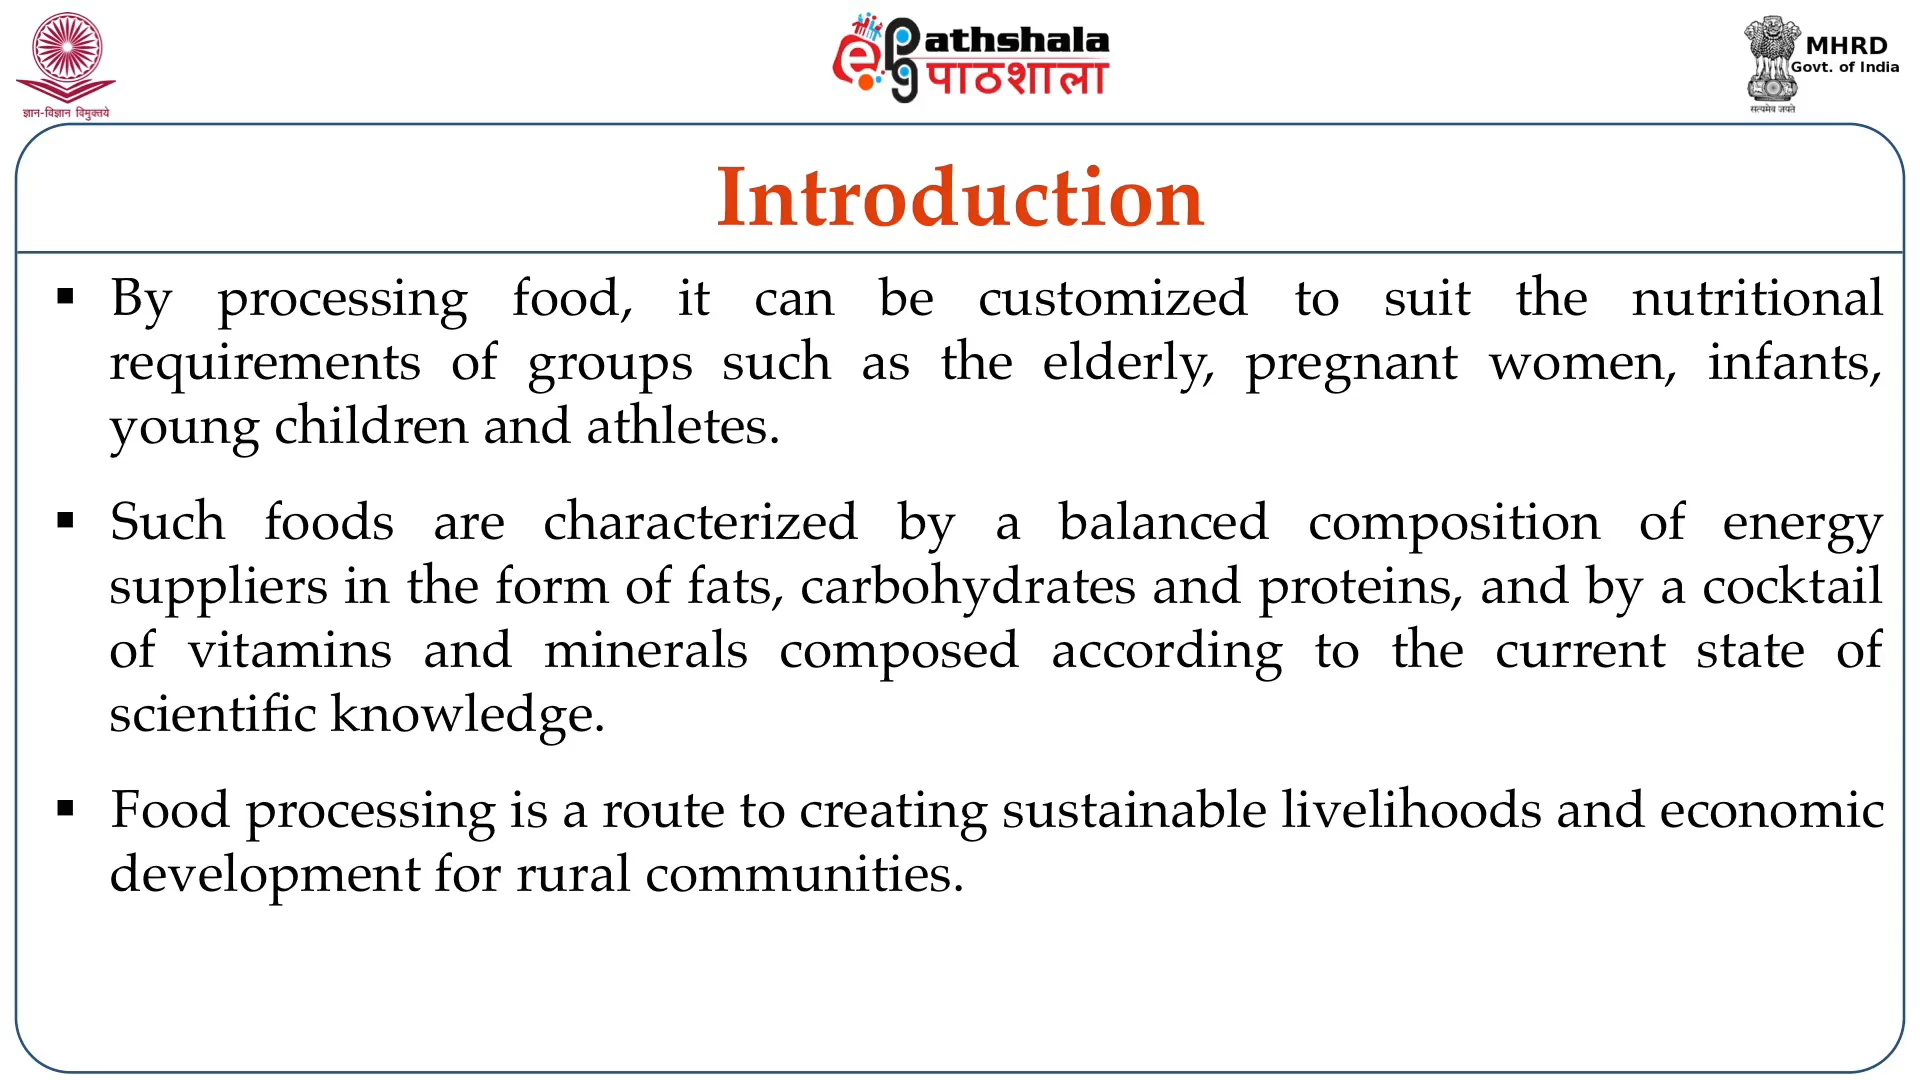 ज्ञान-विज्ञान विमुक्तये
ePathshala
पाठशाला
MHRD
Govt. of India
सत्यमेव जयते
Introduction
▪ By processing food, it can be customized to suit the nutritional
requirements of groups such as the elderly, pregnant women, infants,
young children and athletes.
▪ Such foods are characterized by a balanced composition of energy
suppliers in the form of fats, carbohydrates and proteins, and by a cocktail
of vitamins and minerals composed according to the current state of
scientific knowledge.
▪ Food processing is a route to creating sustainable livelihoods and economic
development for rural communities.